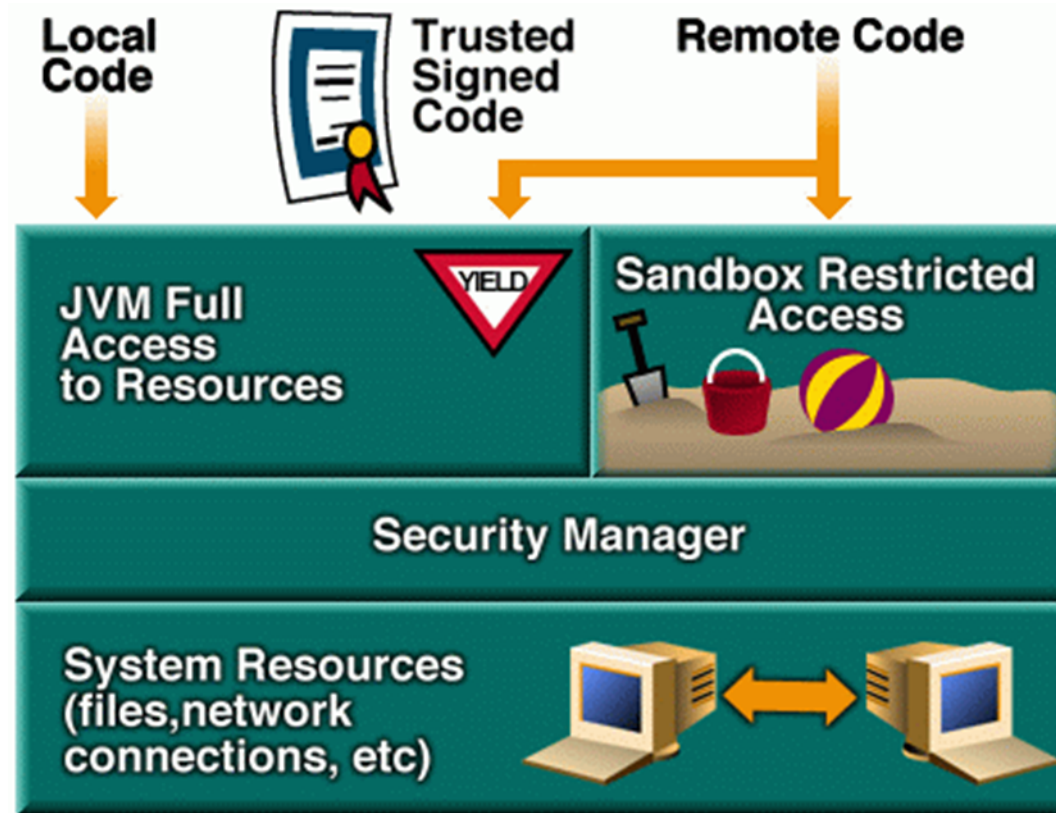 Local
Code
Trusted
Signed
Code
Remote Code
JVM Full
Access
to Resources
YIELD
Sandbox Restricted
Access
Security Manager
System Resources
(files,network
connections, etc)